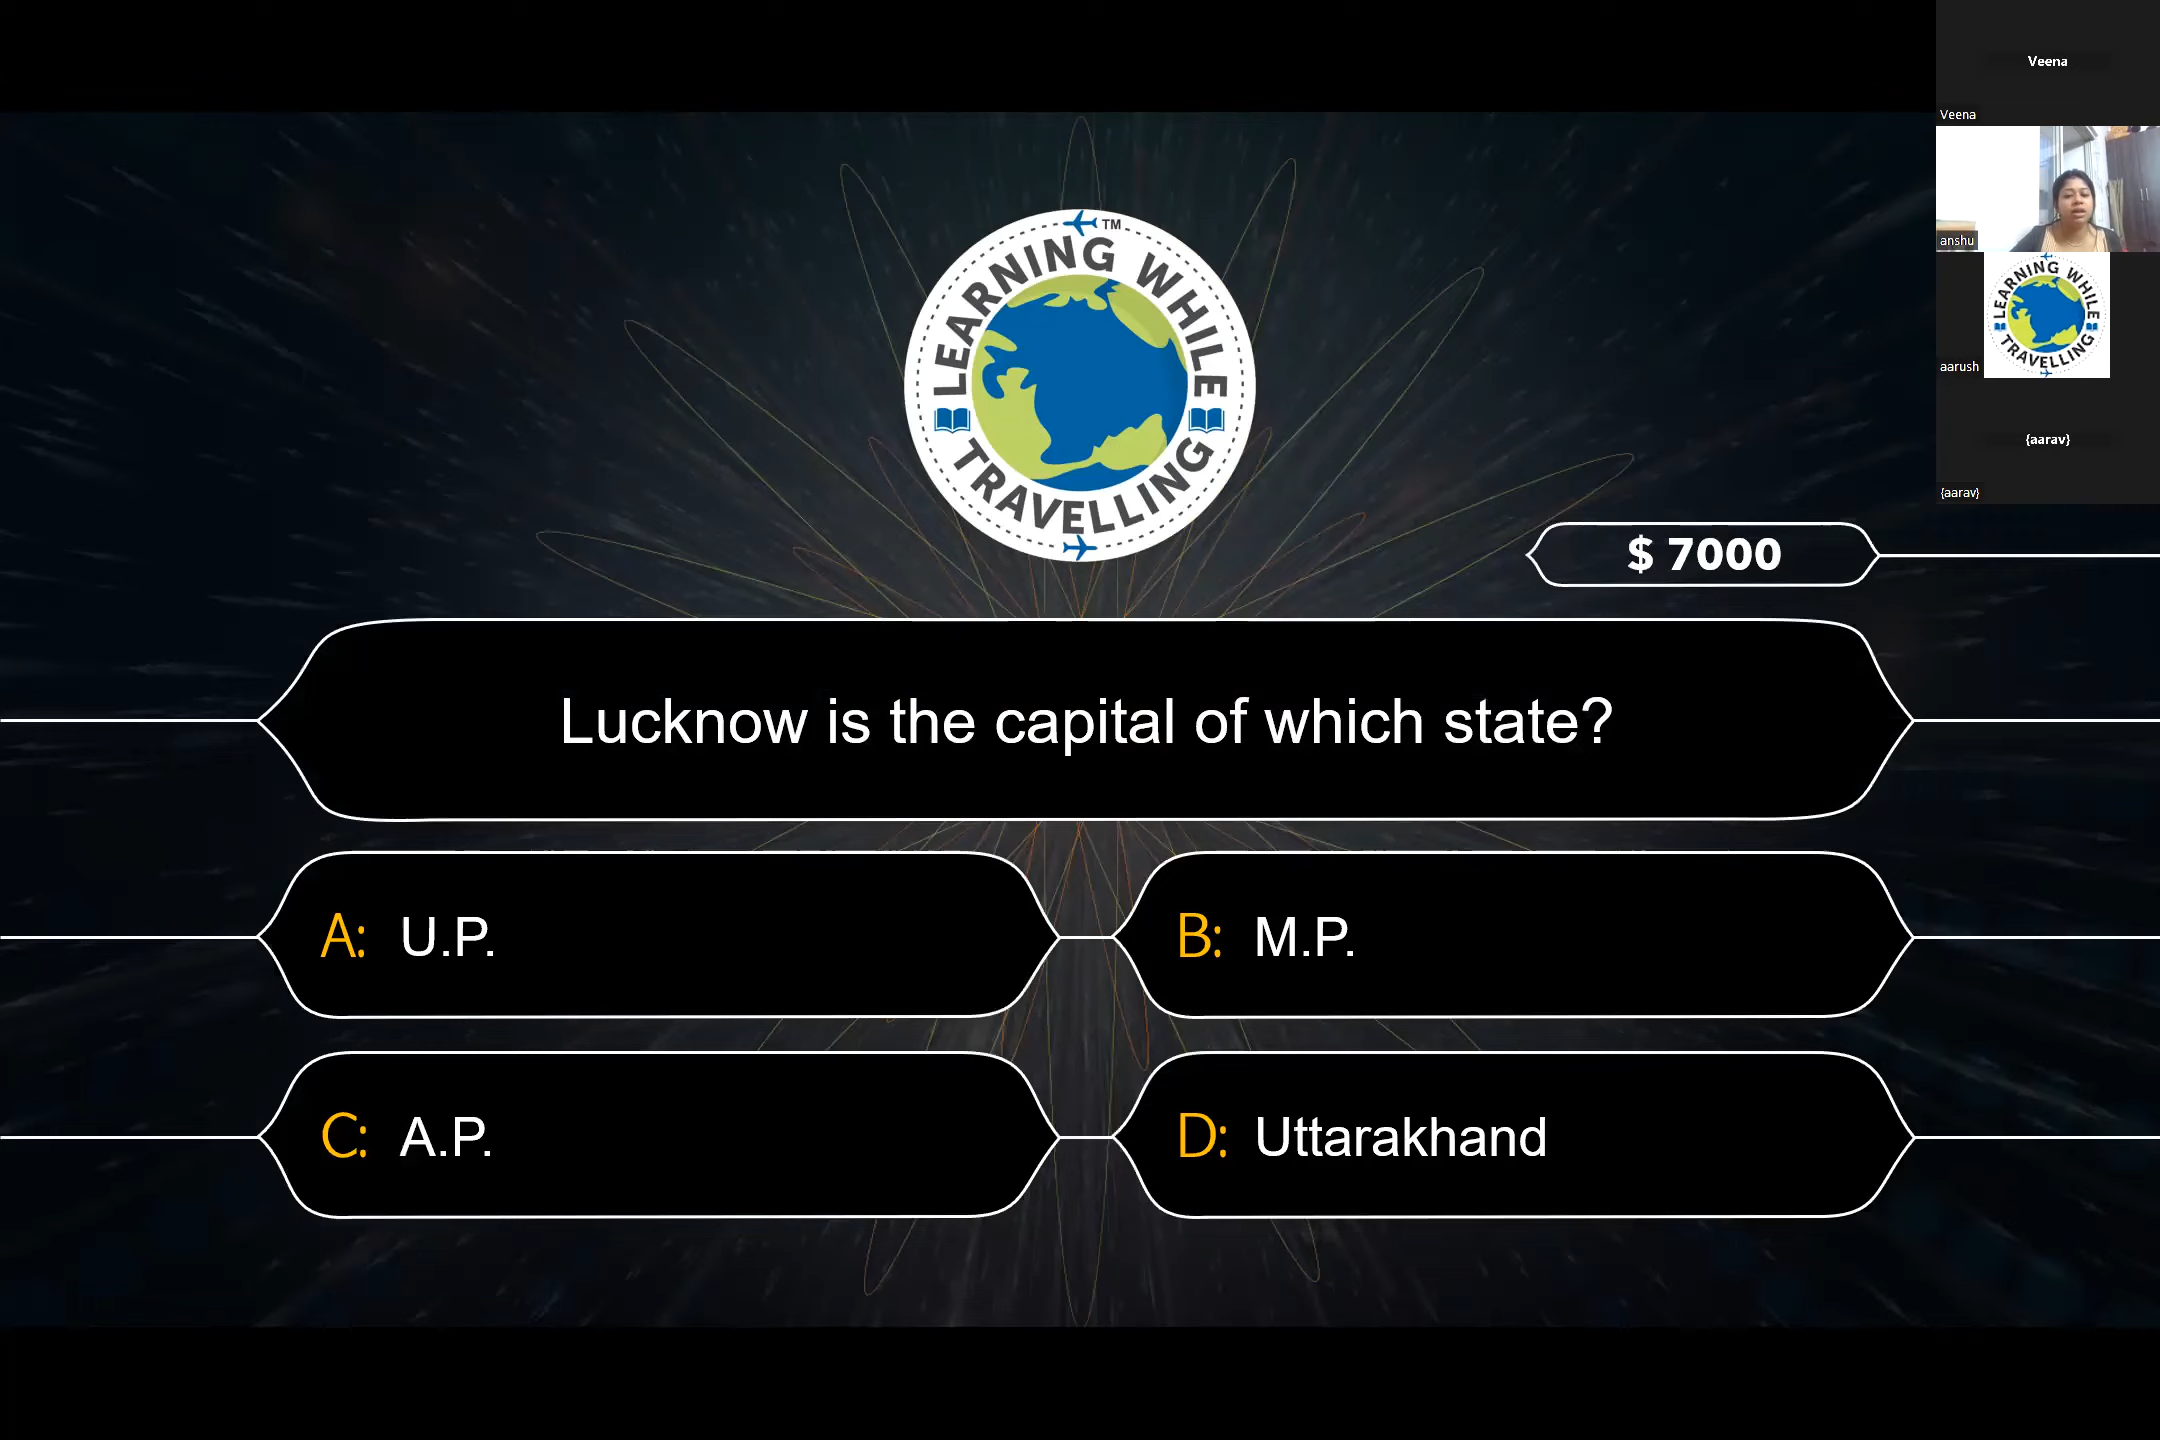 LEARNING WHILE TRAVELLING TM
$ 7000
Lucknow is the capital of which state?
A: U.P.
B: M.P.
C: A.P.
D: Uttarakhand
Veena
Veena
anshu
LEARNING WHILE TRAVELLING
aarush
{aarav}
{aarav}